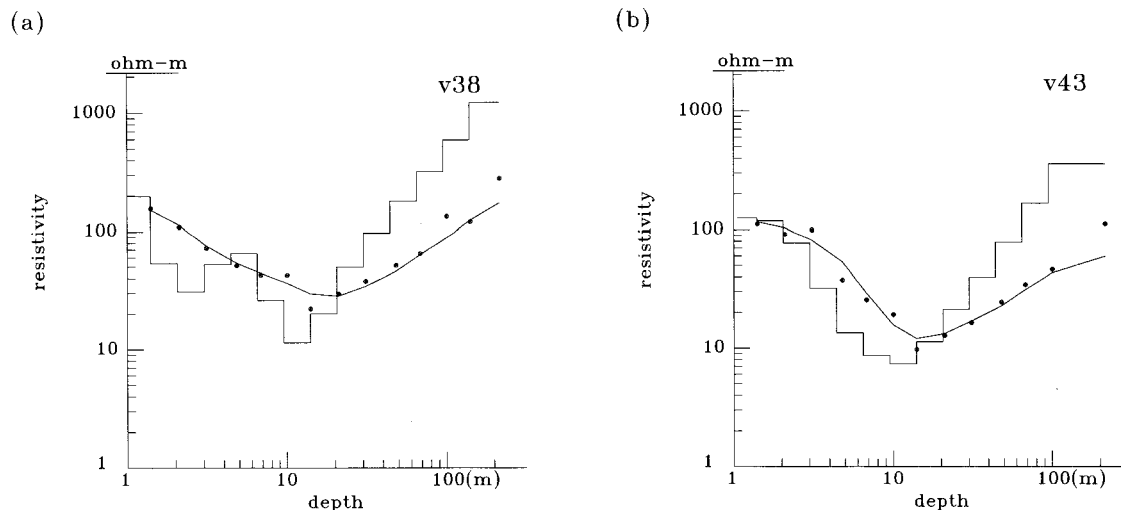 (a)
ohm-m
v38
1000
100
10
1
resistivity
1
10
100(m)
depth
(b)
ohm-m
v43
1000
100
10
1
resistivity
1
10
100(m)
depth